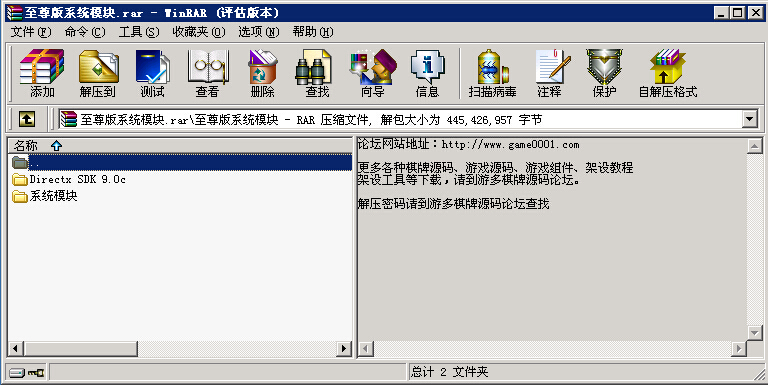 至尊版系统模块.rar - WinRAR (评估版本)
文件(F) 命令(C) 工具(S) 收藏夹(O) 选项(N) 帮助(H)
添加 解压到 测试 查看 删除 查找 向导 信息 扫描病毒 注释 保护 自解压格式
至尊版系统模块.rar\至尊版系统模块 - RAR 压缩文件, 解包大小为 445,426,957 字节
名称
..
Directx SDK 9.0c
系统模块
论坛网站地址：http://www.game0001.com
更多各种棋牌源码、游戏源码、游戏组件、架设教程
架设工具等下载，请到游多棋牌源码论坛。
解压密码请到游多棋牌源码论坛查找
总计 2 文件夹